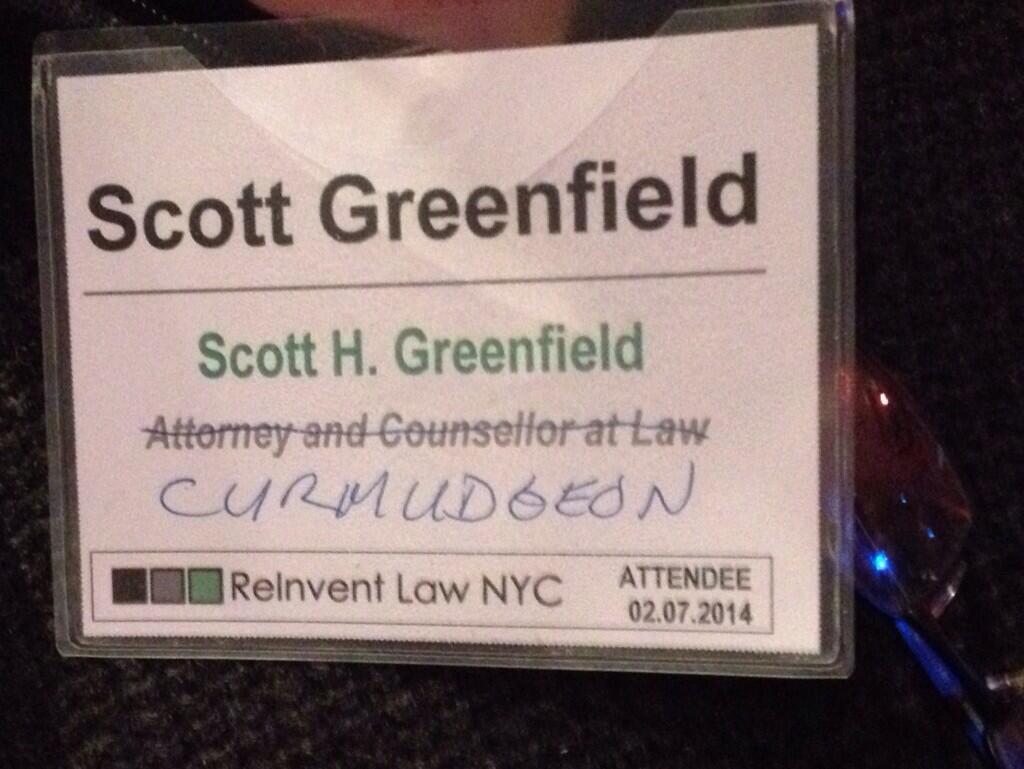 Scott Greenfield
Scott H. Greenfield
Attorney and Counsellor at Law
CURMUDGEON
ReInvent Law NYC
ATTENDEE
02.07.2014